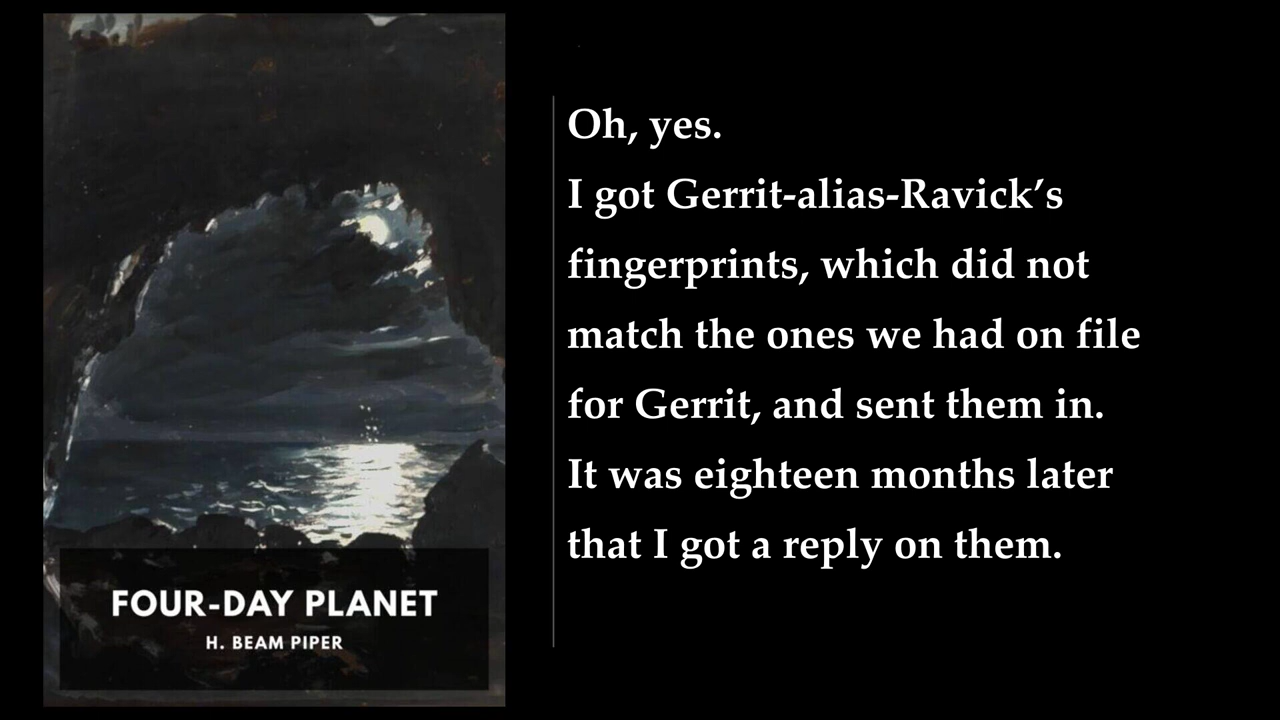 FOUR-DAY PLANET
H. BEAM PIPER
Oh, yes.
I got Gerrit-alias-Ravick’s
fingerprints, which did not
match the ones we had on file
for Gerrit, and sent them in.
It was eighteen months later
that I got a reply on them.